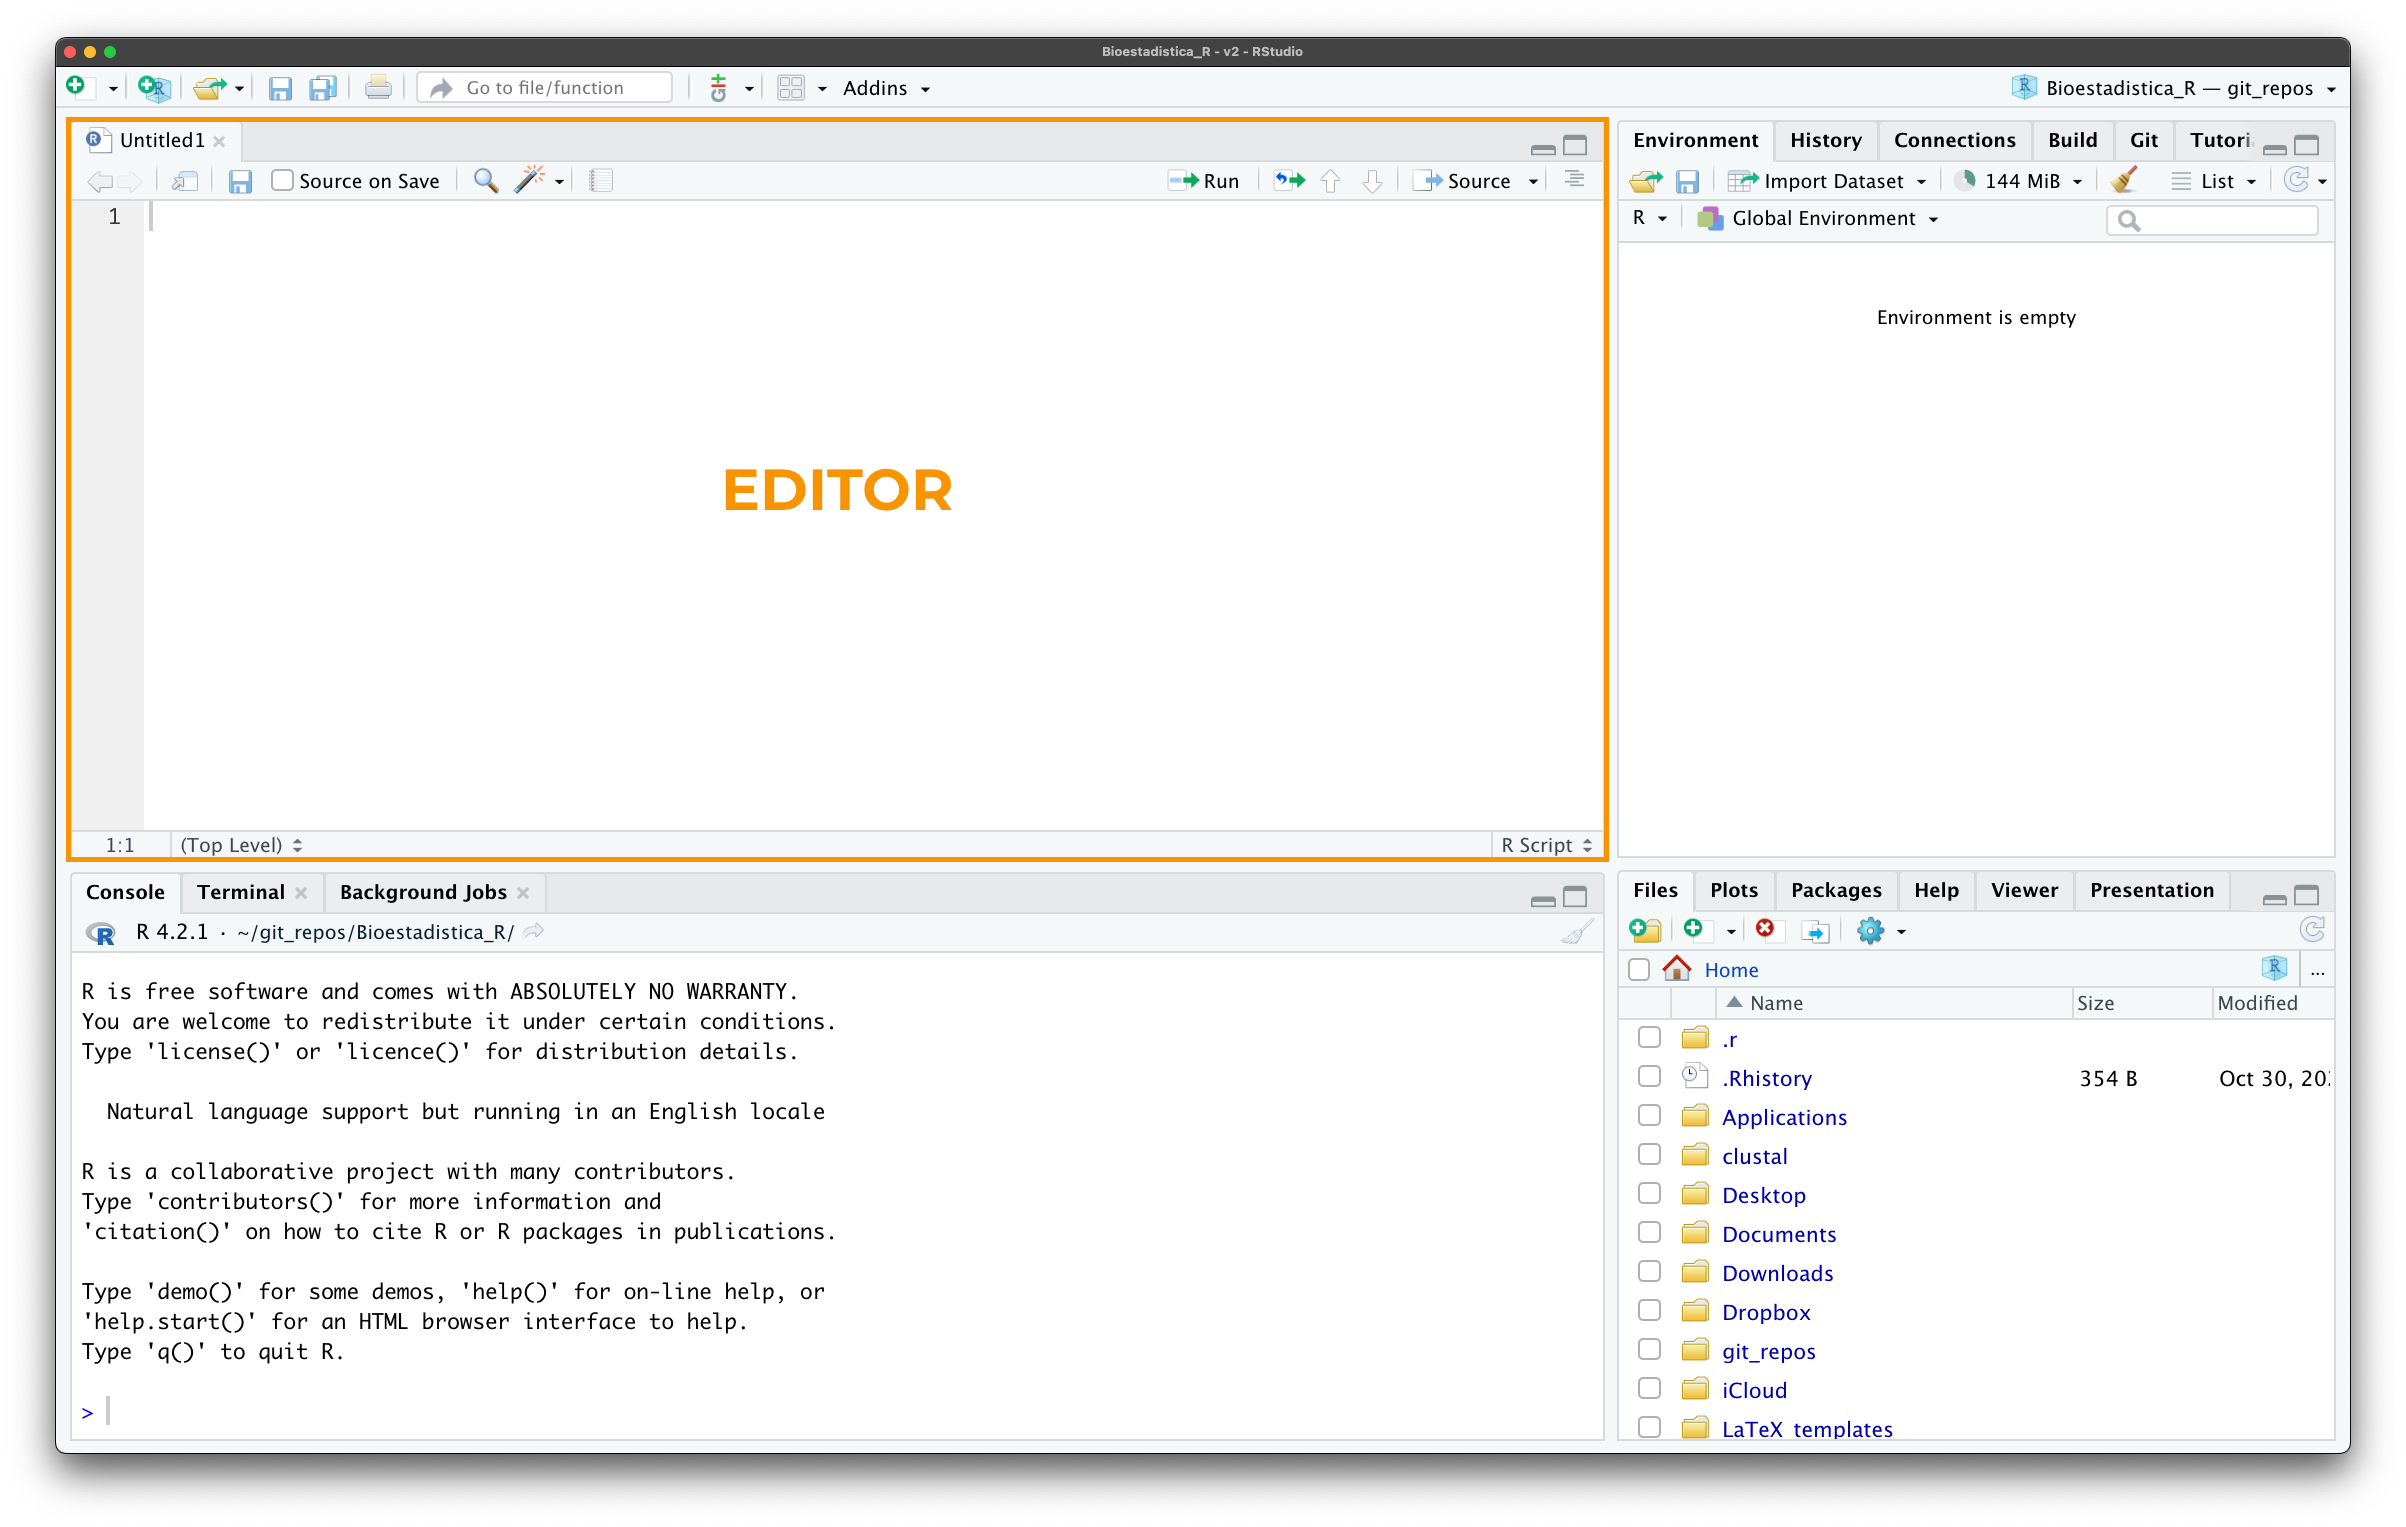 Bioestadistica_R - v2 - RStudio
Go to file/function
Git
Addins
Bioestadistica_R — git_repos
Untitled1
Source on Save
Run
Source
1
EDITOR
1:1
(Top Level)
R Script
Environment
History
Connections
Build
Git
Tutori
Import Dataset
144 MiB
List
R
Global Environment
Environment is empty
Console
Terminal
Background Jobs
R 4.2.1 · ~/git_repos/Bioestadistica_R/
R is free software and comes with ABSOLUTELY NO WARRANTY.
You are welcome to redistribute it under certain conditions.
Type 'license()' or 'licence()' for distribution details.
Natural language support but running in an English locale
R is a collaborative project with many contributors.
Type 'contributors()' for more information and
'citation()' on how to cite R or R packages in publications.
Type 'demo()' for some demos, 'help()' for on-line help, or
'help.start()' for an HTML browser interface to help.
Type 'q()' to quit R.
>
Files
Plots
Packages
Help
Viewer
Presentation
Home
...
Name
Size
Modified
.r
.Rhistory
354 B
Oct 30, 20
Applications
clustal
Desktop
Documents
Downloads
Dropbox
git_repos
iCloud
LaTeX_templates